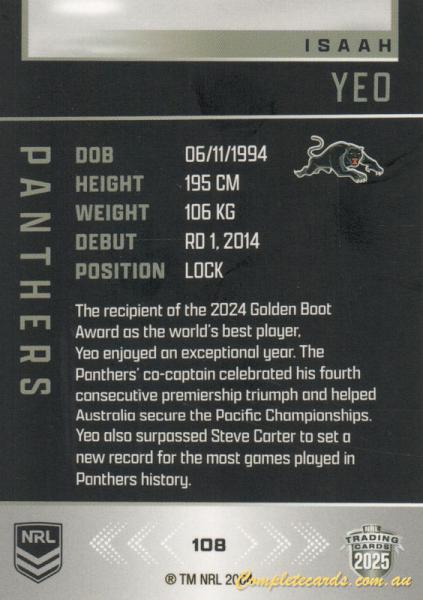 ISAAH
YEO
PANTHERS
DOB 06/11/1994
HEIGHT 195 CM
WEIGHT 106 KG
DEBUT RD 1, 2014
POSITION LOCK
The recipient of the 2024 Golden Boot
Award as the world's best player,
Yeo enjoyed an exceptional year. The
Panthers' co-captain celebrated his fourth
consecutive premiership triumph and helped
Australia secure the Pacific Championships.
Yeo also surpassed Steve Carter to set a
new record for the most games played in
Panthers history.
NRL
108
NRL
TRADING
CARDS
2025
® TM NRL
Completecards.com.au